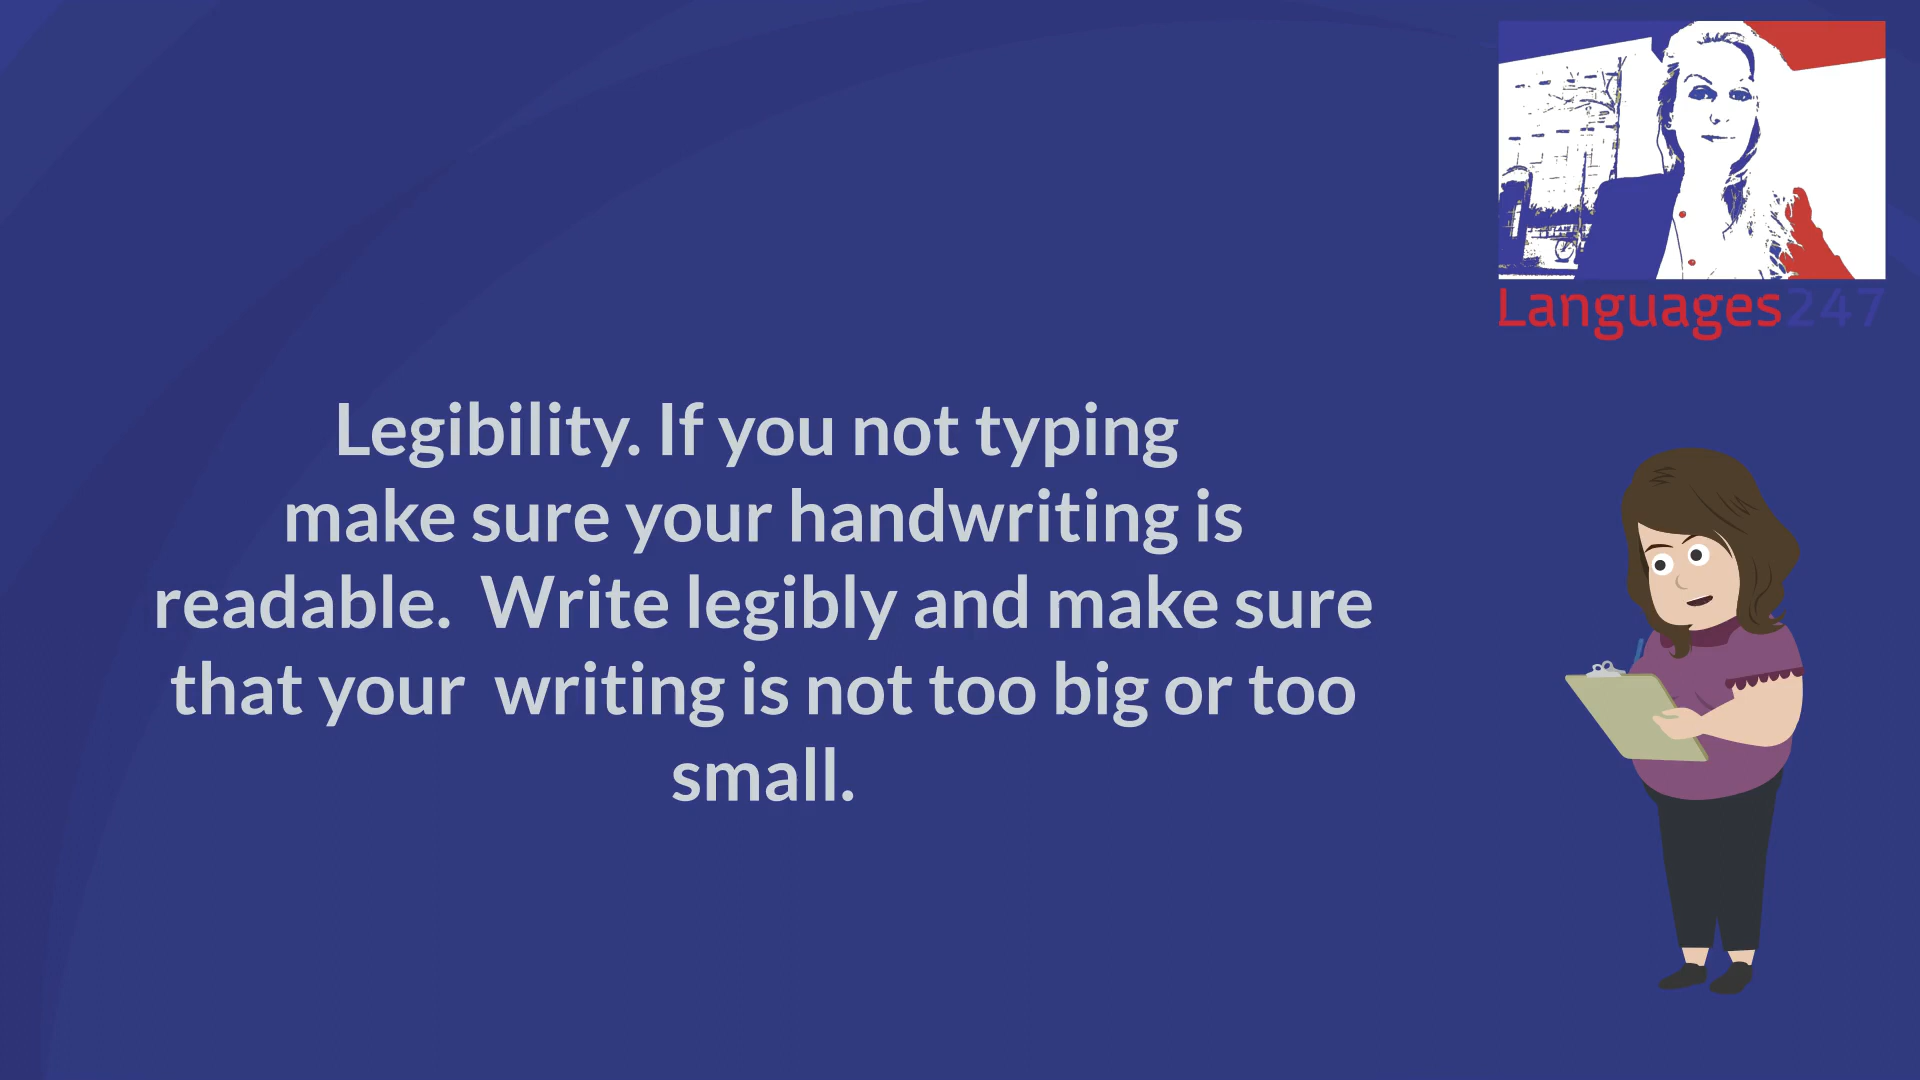 Languages247
Legibility. If you not typing
make sure your handwriting is
readable.  Write legibly and make sure
that your  writing is not too big or too
small.